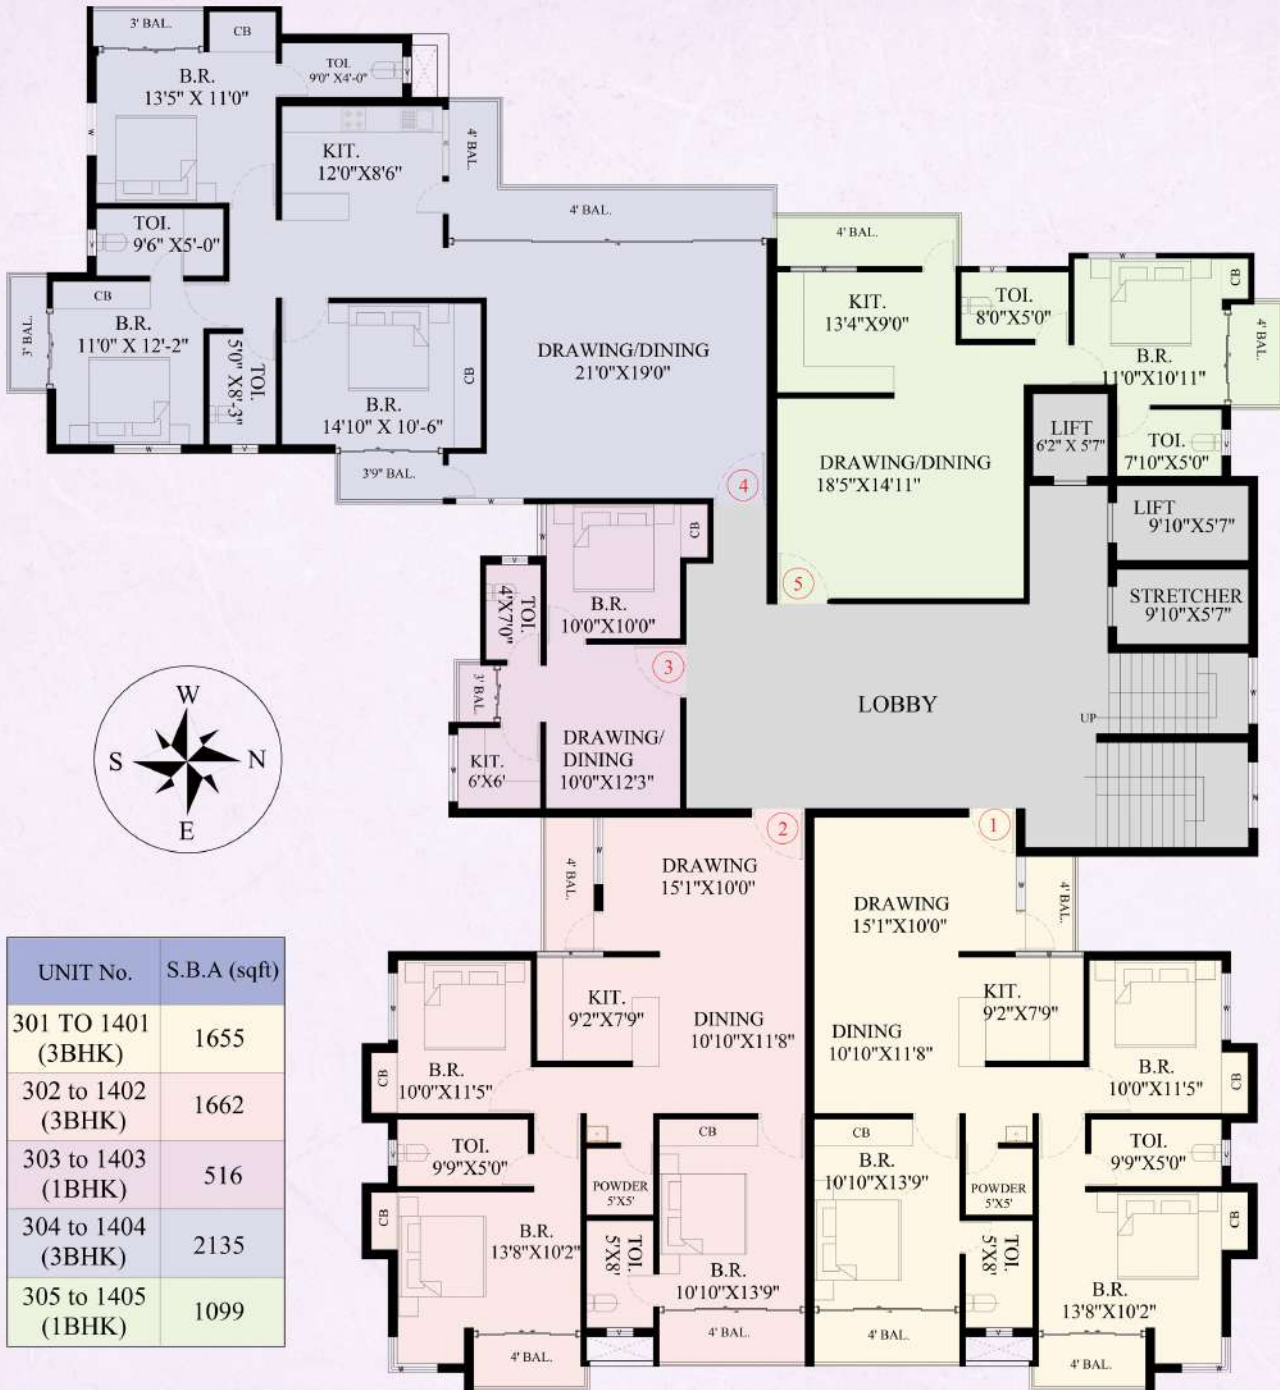 3' BAL.
CB
B.R.
13'5" X 11'0"
TOI.
9'0" X4'-0"
KIT.
12'0"X8'6"
4' BAL.
4' BAL.
TOI.
9'6" X5'-0"
CB
B.R.
11'0" X 12'-2"
3' BAL.
TOI.
5'0" X8'-3"
B.R.
14'10" X 10'-6"
CB
3'9" BAL.
DRAWING/DINING
21'0"X19'0"
4
4' BAL.
KIT.
13'4"X9'0"
TOI.
8'0"X5'0"
CB
B.R.
11'0"X10'11"
4' BAL.
TOI.
7'10"X5'0"
DRAWING/DINING
18'5"X14'11"
5
LIFT
6'2" X 5'7"
LIFT
9'10"X5'7"
STRETCHER
9'10"X5'7"
UP
LOBBY
CB
B.R.
10'0"X10'0"
TOI.
4'X7'0"
3
3' BAL.
KIT.
6'X6'
DRAWING/
DINING
10'0"X12'3"
W
S
N
E
2
4' BAL.
DRAWING
15'1"X10'0"
KIT.
9'2"X7'9"
DINING
10'10"X11'8"
B.R.
10'0"X11'5"
CB
TOI.
9'9"X5'0"
CB
B.R.
13'8"X10'2"
4' BAL.
POWDER
5'X5'
TOI.
5'X8'
CB
B.R.
10'10"X13'9"
4' BAL.
1
DRAWING
15'1"X10'0"
4' BAL.
KIT.
9'2"X7'9"
DINING
10'10"X11'8"
B.R.
10'0"X11'5"
CB
TOI.
9'9"X5'0"
CB
B.R.
10'10"X13'9"
4' BAL.
POWDER
5'X5'
TOI.
5'X8'
CB
B.R.
13'8"X10'2"
4' BAL.
UNIT No. S.B.A (sqft)
301 TO 1401
(3BHK) 1655
302 to 1402
(3BHK) 1662
303 to 1403
(1BHK) 516
304 to 1404
(3BHK) 2135
305 to 1405
(1BHK) 1099